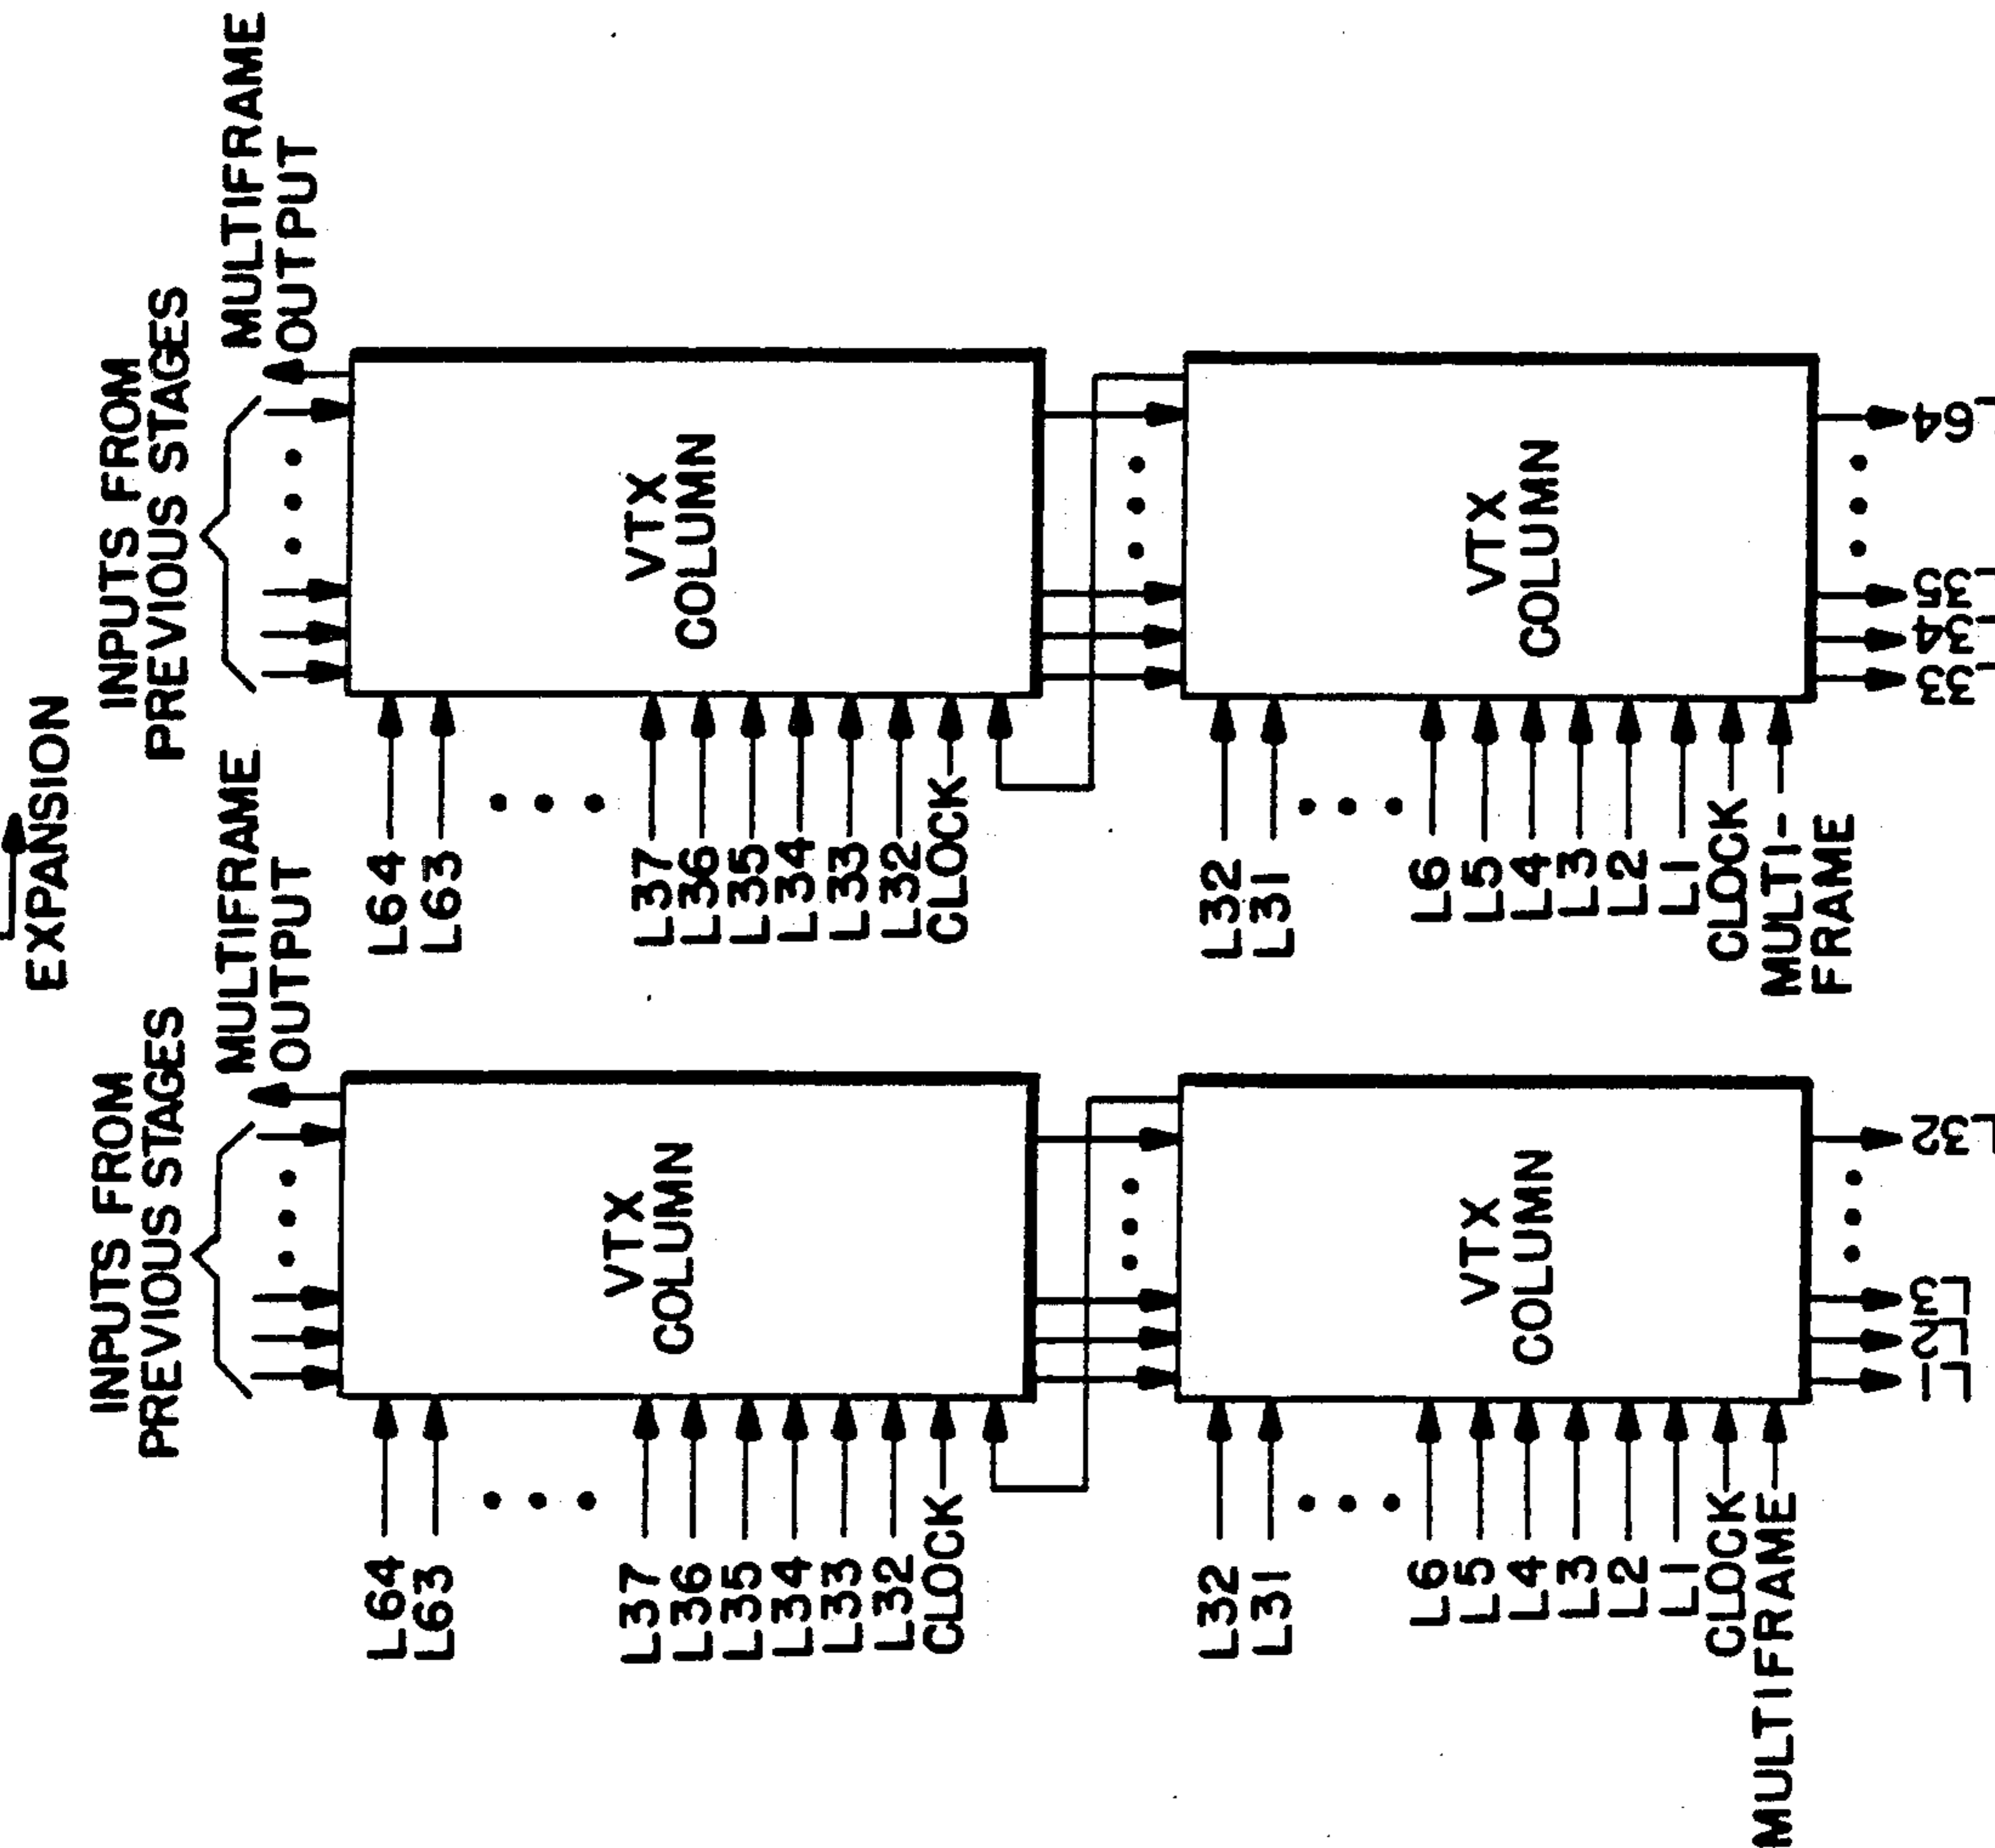 EXPANSION
INPUTS FROM
PREVIOUS STAGES
MULTIFRAME
OUTPUT
L64
L63
L37
L36
L35
L34
L33
L32
CLOCK
VTX
COLUMN
L32
L31
L6
L5
L4
L3
L2
L1
CLOCK
MULTIFRAME
VTX
COLUMN
L1
L2
L3
L32
INPUTS FROM
PREVIOUS STAGES
MULTIFRAME
OUTPUT
L64
L63
L37
L36
L35
L34
L33
L32
CLOCK
VTX
COLUMN
L32
L31
L6
L5
L4
L3
L2
L1
CLOCK
MULTI-
FRAME
VTX
COLUMN
L33
L34
L35
L64